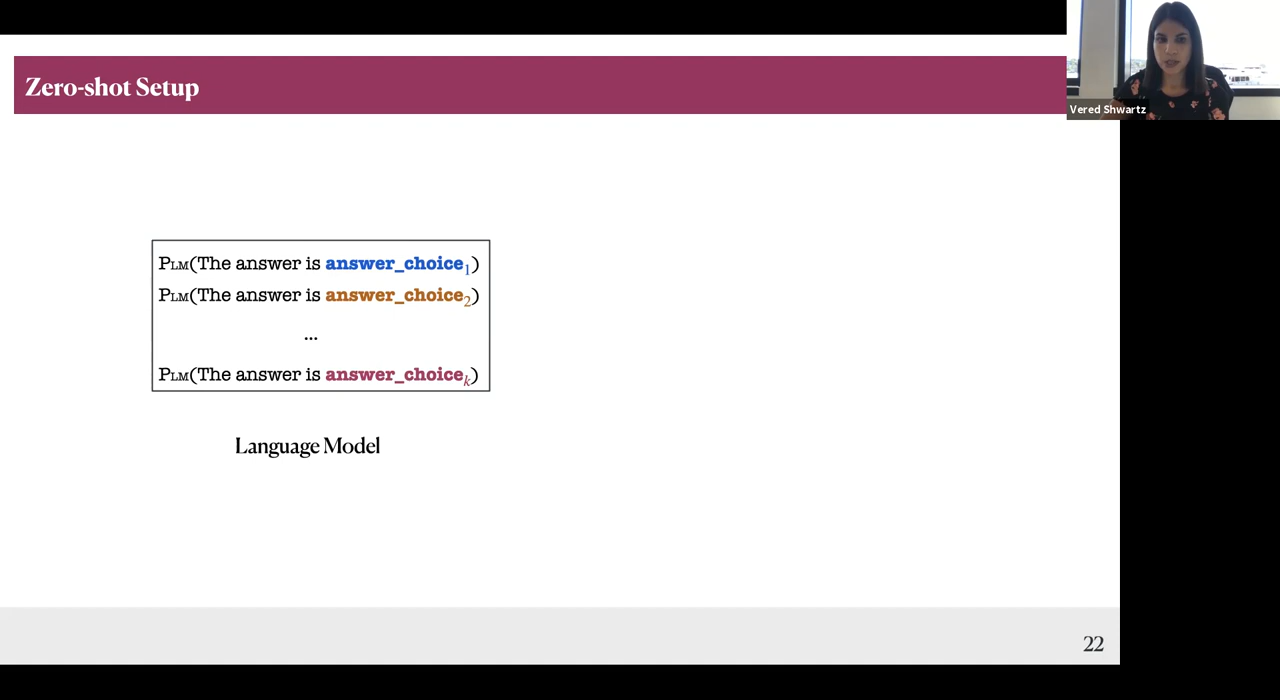 Zero-shot Setup
Vered Shwartz
PLM(The answer is answer_choice1)
PLM(The answer is answer_choice2)
...
PLM(The answer is answer_choicek)
Language Model
22